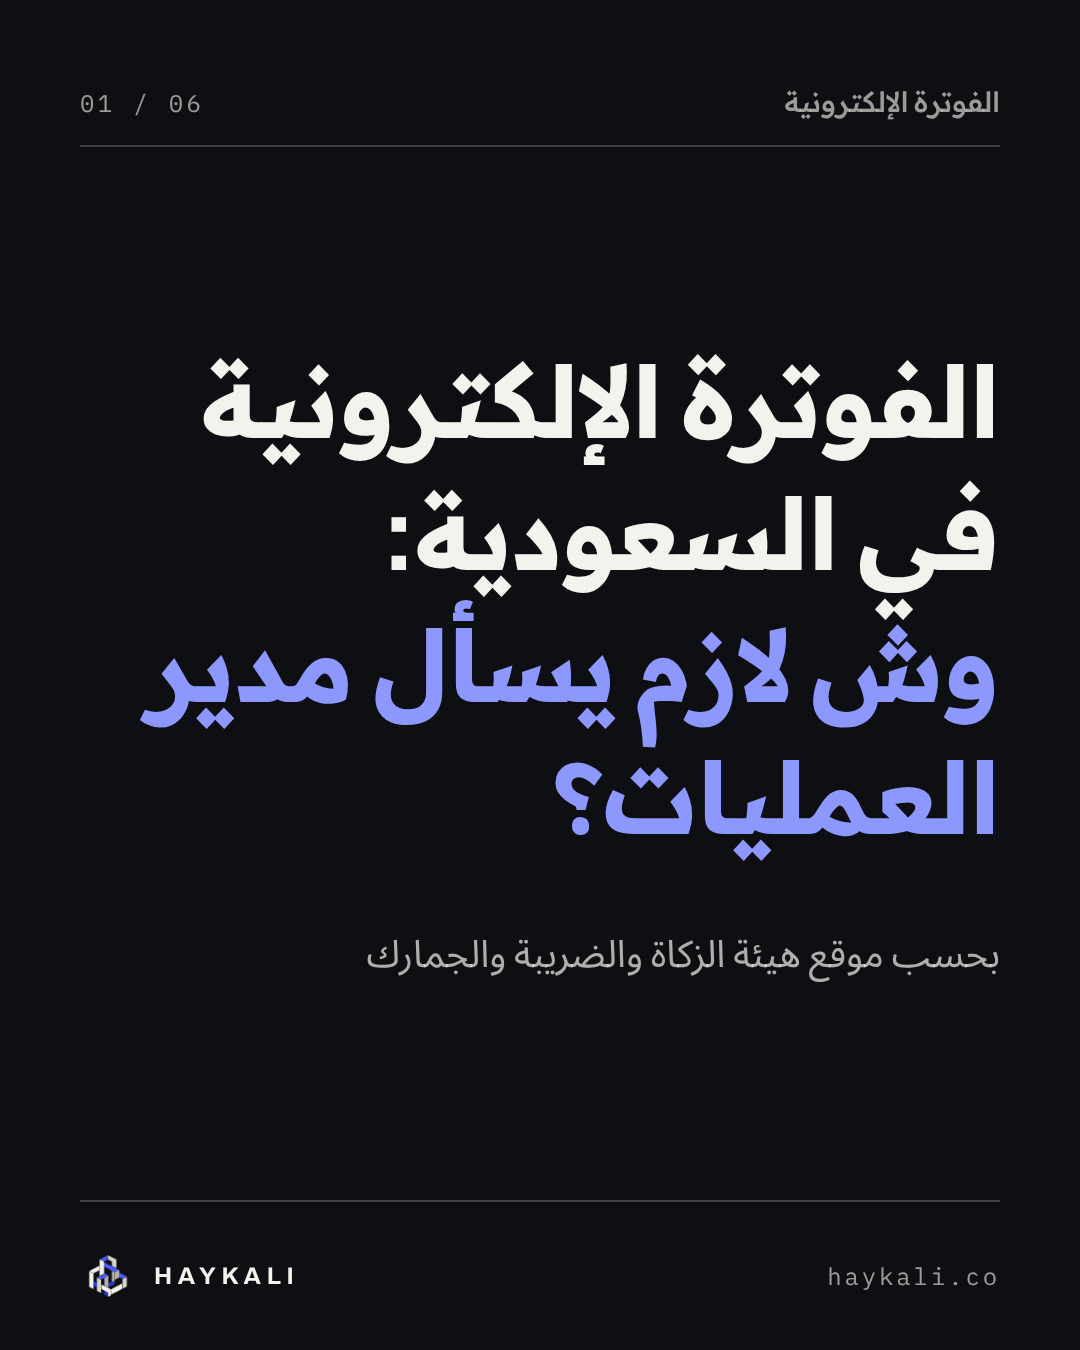 الفوترة الإلكترونية
01 / 06
الفوترة الإلكترونية
في السعودية:
وش لازم يسأل مدير
العمليات؟
بحسب موقع هيئة الزكاة والضريبة والجمارك
HAYKALI
haykali.co